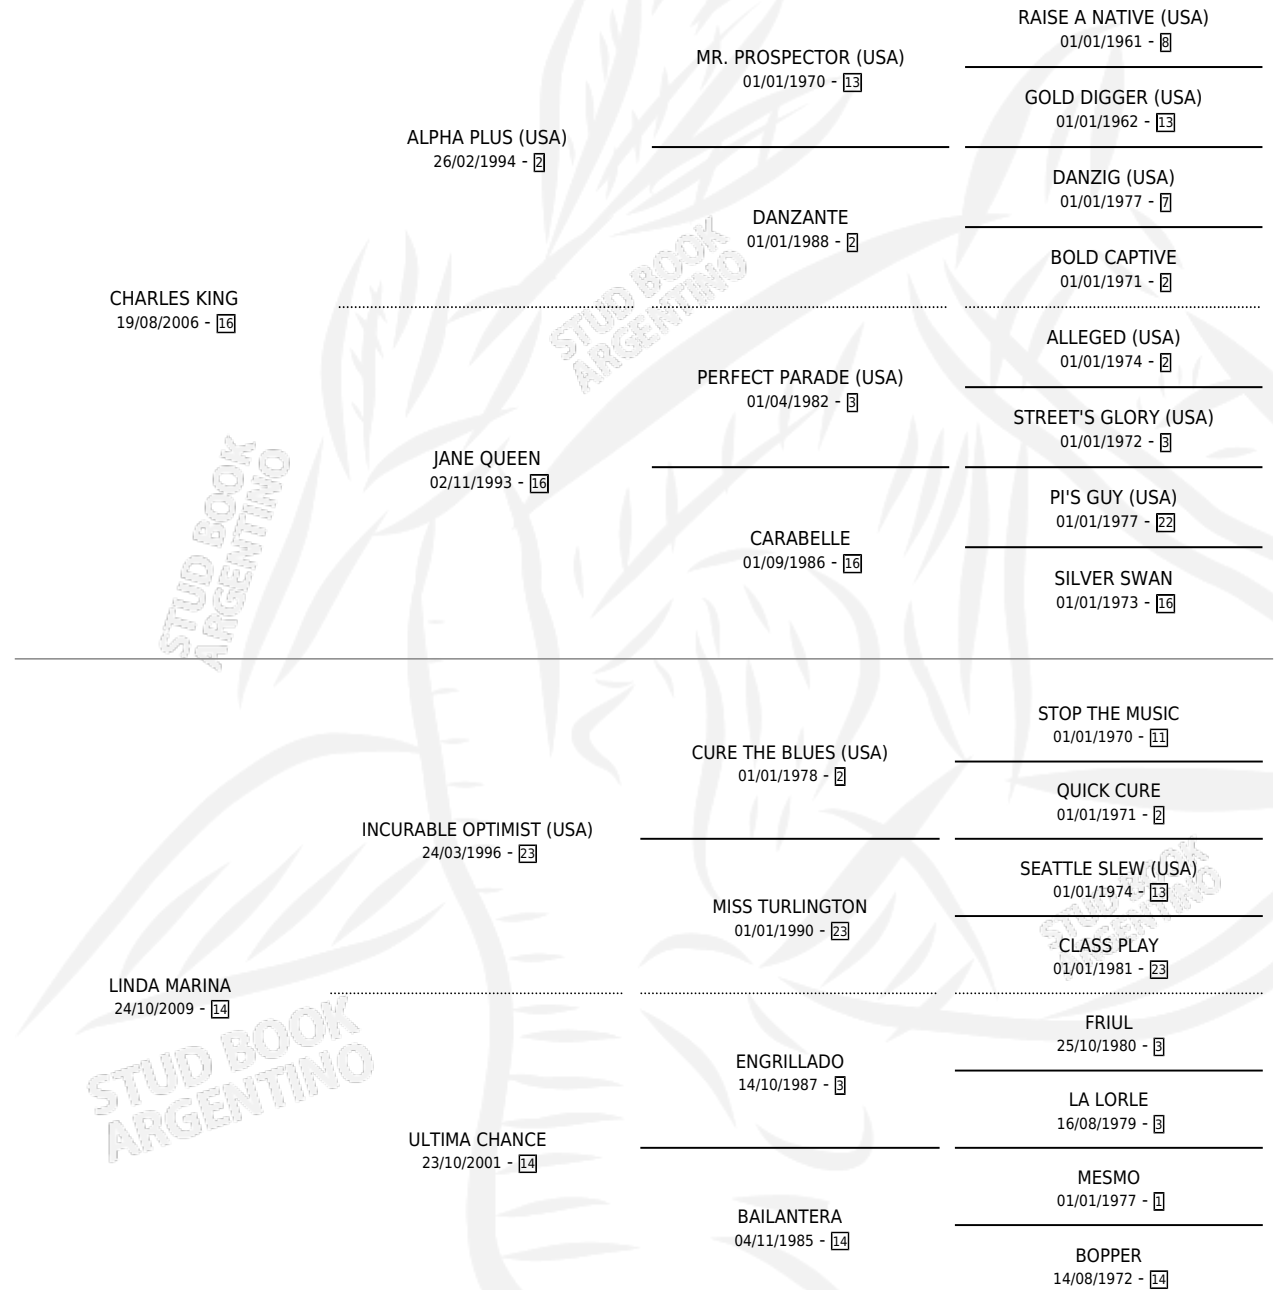 RAISE A NATIVE (USA)
01/01/1961 - 8
MR. PROSPECTOR (USA)
01/01/1970 - 13
GOLD DIGGER (USA)
01/01/1962 - 13
ALPHA PLUS (USA)
26/02/1994 - 2
DANZIG (USA)
01/01/1977 - 7
DANZANTE
01/01/1988 - 2
BOLD CAPTIVE
01/01/1971 - 2
CHARLES KING
19/08/2006 - 16
STUD BOOK
ARGENTINO
ALLEGED (USA)
01/01/1974 - 2
PERFECT PARADE (USA)
01/04/1982 - 3
STREET'S GLORY (USA)
01/01/1972 - 3
JANE QUEEN
02/11/1993 - 16
PI'S GUY (USA)
01/01/1977 - 22
CARABELLE
01/09/1986 - 16
SILVER SWAN
01/01/1973 - 16
STUD BOOK
ARGENTINO
STOP THE MUSIC
01/01/1970 - 11
CURE THE BLUES (USA)
01/01/1978 - 2
QUICK CURE
01/01/1971 - 2
INCURABLE OPTIMIST (USA)
24/03/1996 - 23
SEATTLE SLEW (USA)
01/01/1974 - 13
MISS TURLINGTON
01/01/1990 - 23
STUD BOOK
ARGENTINO
CLASS PLAY
01/01/1981 - 23
LINDA MARINA
24/10/2009 - 14
STUD BOOK
ARGENTINO
FRIUL
25/10/1980 - 3
ENGRILLADO
14/10/1987 - 3
LA LORLE
16/08/1979 - 3
ULTIMA CHANCE
23/10/2001 - 14
MESMO
01/01/1977 - 1
BAILANTERA
04/11/1985 - 14
BOPPER
14/08/1972 - 14